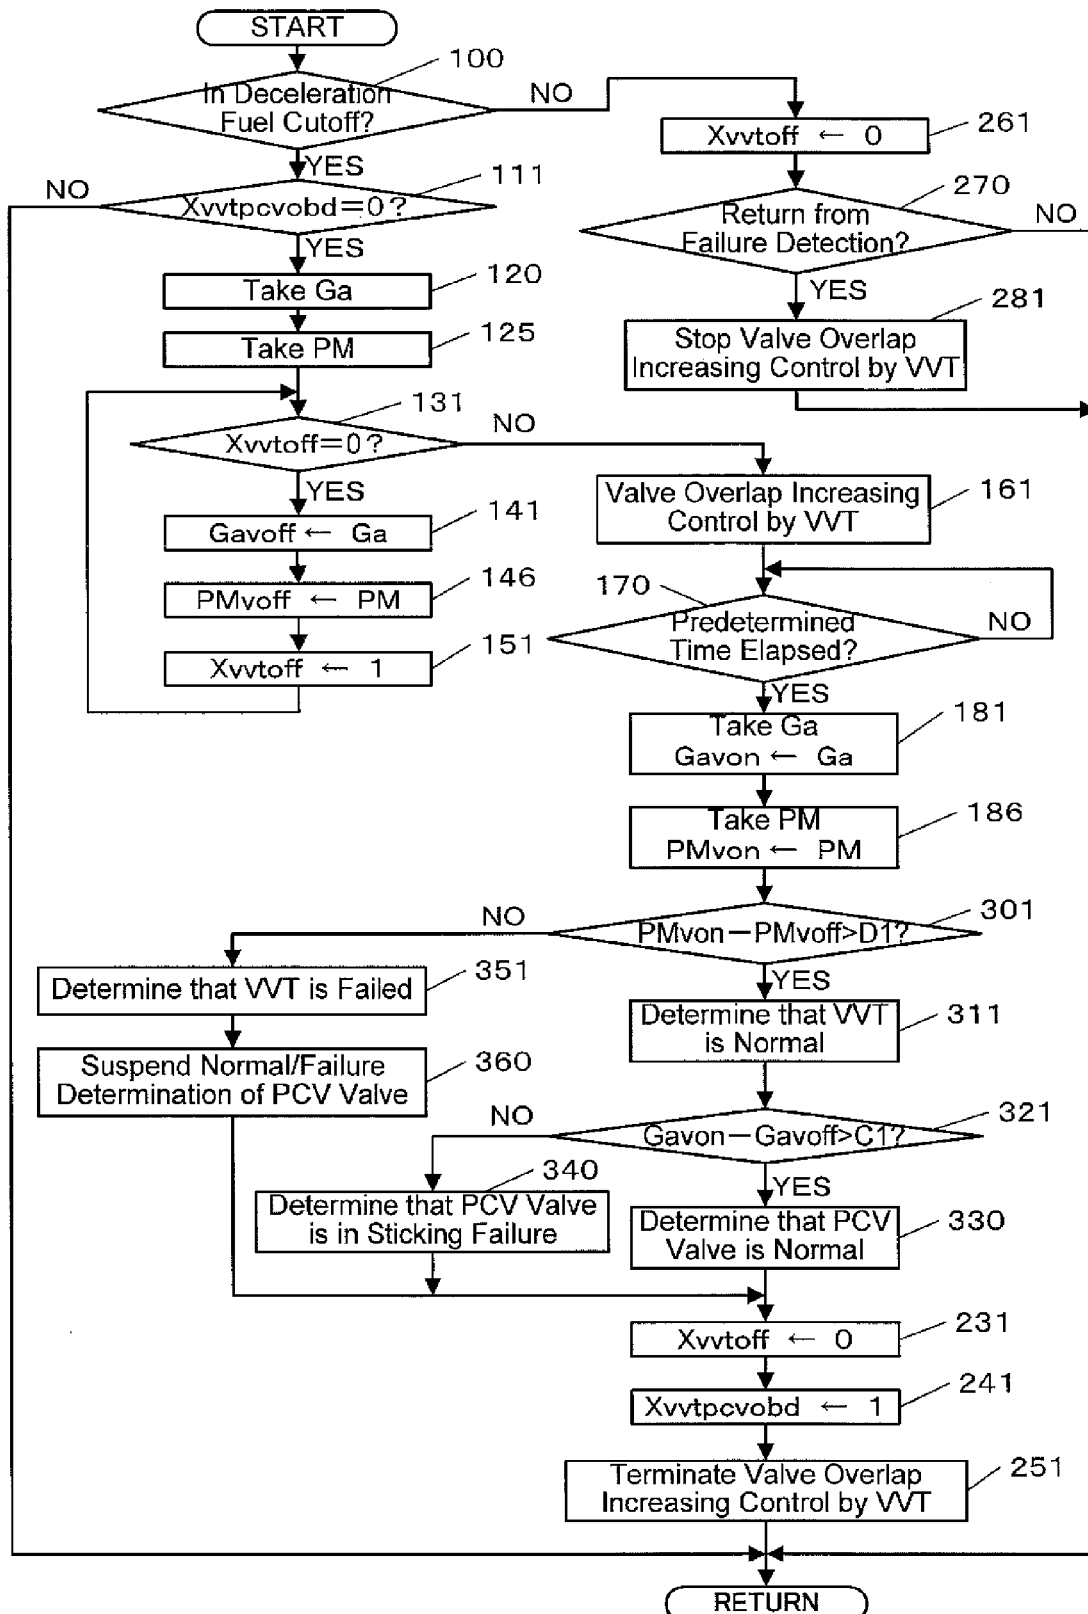 START
100
In Deceleration
Fuel Cutoff?
NO
YES
Xvvtoff ← 0
261
NO
111
Xvvtpcvobd=0?
YES
270
Return from
Failure Detection?
NO
YES
Take Ga
120
281
Stop Valve Overlap
Increasing Control by VVT
Take PM
125
131
Xvvtoff=0?
NO
YES
Valve Overlap Increasing
Control by VVT
161
Gavoff ← Ga
141
PMvoff ← PM
146
Xvvtoff ← 1
151
170
Predetermined
Time Elapsed?
NO
YES
Take Ga
Gavon ← Ga
181
Take PM
PMvon ← PM
186
NO
PMvon－PMvoff>D1?
301
YES
Determine that VVT is Failed
351
Determine that VVT
is Normal
311
Suspend Normal/Failure
Determination of PCV Valve
360
NO
Gavon－Gavoff>C1?
321
YES
340
Determine that PCV Valve
is in Sticking Failure
Determine that PCV
Valve is Normal
330
Xvvtoff ← 0
231
Xvvtpcvobd ← 1
241
Terminate Valve Overlap
Increasing Control by VVT
251
RETURN